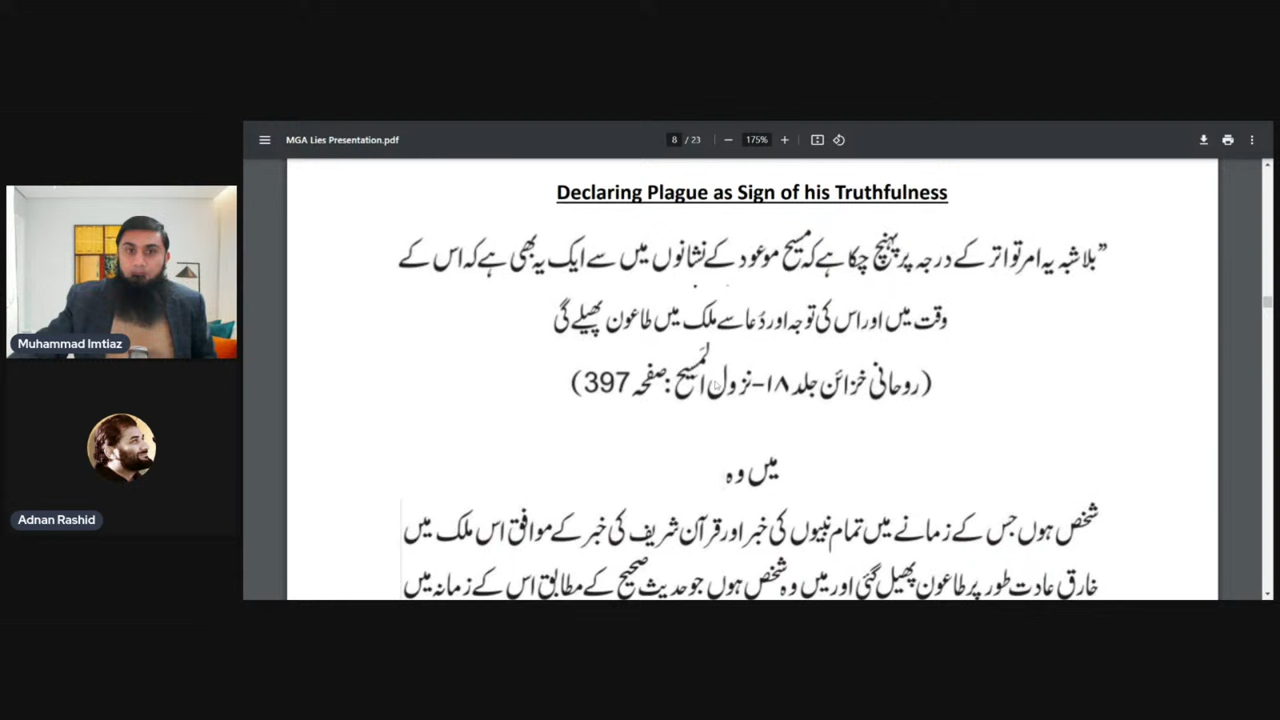 MGA Lies Presentation.pdf
8 / 23
175%
Declaring Plague as Sign of his Truthfulness
”بلاشبہ یہ امر تواتر کے درجہ پر پہنچ چکا ہے کہ مسیح موعود کے نشانوں میں سے ایک یہ بھی ہے کہ اس کے
وقت میں اور اس کی توجہ اور دُعا سے ملک میں طاعون پھیلے گی
(روحانی خزائن جلد ۱۸-نزول المسیح: صفحہ 397)
میں وہ
شخص ہوں جس کے زمانے میں تمام نبیوں کی خبر اور قرآن شریف کی خبر کے موافق اس ملک میں
خارق عادت طور پر طاعون پھیل گئی اور میں وہ شخص ہوں جو حدیث صحیح کے مطابق اس کے زمانہ میں
Muhammad Imtiaz
Adnan Rashid